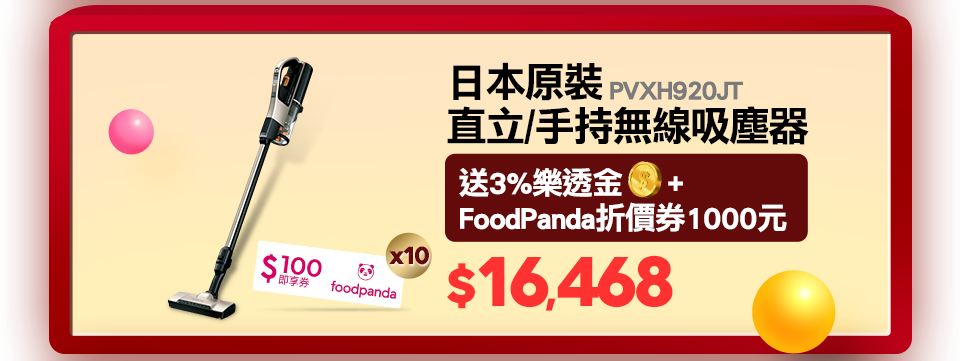 日本原裝 PVXH920JT
直立/手持無線吸塵器
送3%樂透金 +
FoodPanda折價券1000元
$16,468
$100
即享券
foodpanda
x10